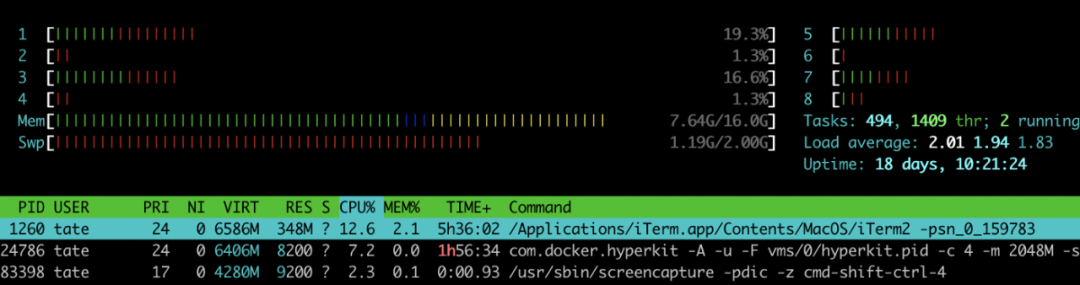 1 [ 19.3%] 5 [
2 [ 1.3%] 6 [
3 [ 16.6%] 7 [
4 [ 1.3%] 8 [
Mem[ 7.64G/16.0G] Tasks: 494, 1409 thr; 2 running
Swp[ 1.19G/2.00G] Load average: 2.01 1.94 1.83
Uptime: 18 days, 10:21:24
PID USER PRI NI VIRT RES S CPU% MEM% TIME+ Command
1260 tate 24 0 6586M 348M ? 12.6 2.1 5h36:02 /Applications/iTerm.app/Contents/MacOS/iTerm2 -psn_0_159783
24786 tate 24 0 6406M 8200 ? 7.2 0.0 1h56:34 com.docker.hyperkit -A -u -F vms/0/hyperkit.pid -c 4 -m 2048M -s
83398 tate 17 0 4280M 9200 ? 2.3 0.1 0:00.93 /usr/sbin/screencapture -pdic -z cmd-shift-ctrl-4